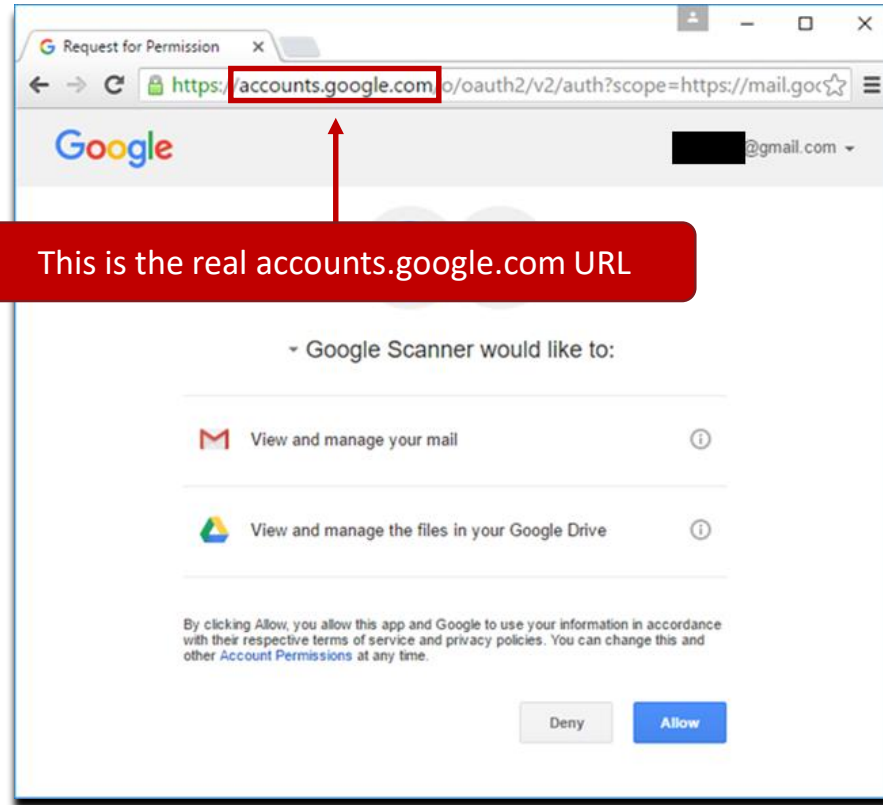 G Request for Permission
https://accounts.google.com/o/oauth2/v2/auth?scope=https://mail.goo
Google
@gmail.com
This is the real accounts.google.com URL
Google Scanner would like to:
View and manage your mail
View and manage the files in your Google Drive
By clicking Allow, you allow this app and Google to use your information in accordance
with their respective terms of service and privacy policies. You can change this and
other Account Permissions at any time.
Deny
Allow